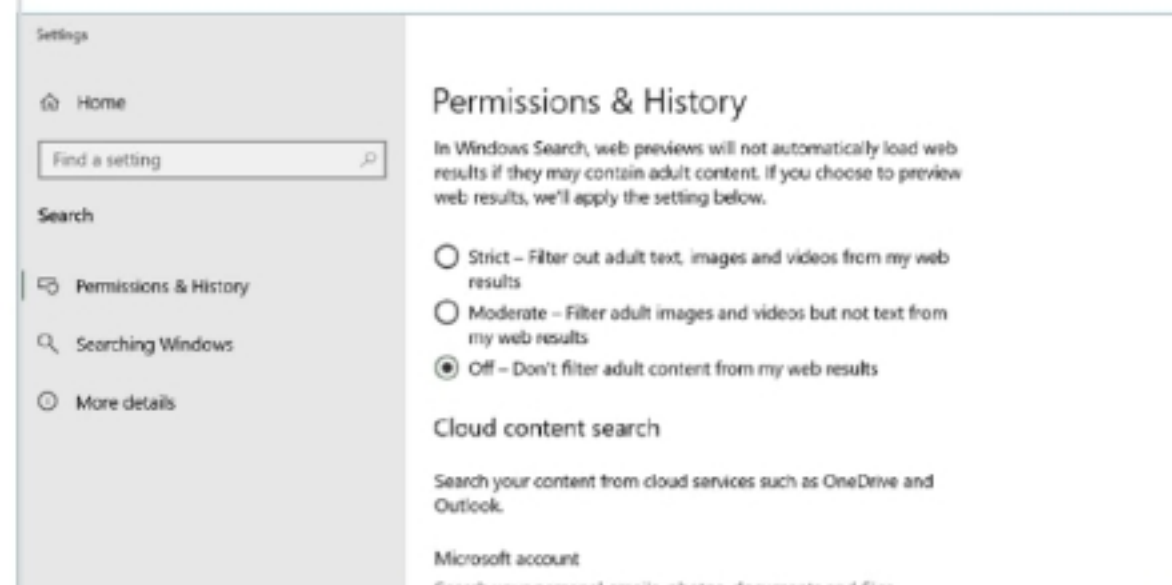 Settings
Home
Find a setting
Search
Permissions & History
Searching Windows
More details
Permissions & History
In Windows Search, web previews will not automatically load web
results if they may contain adult content. If you choose to preview
web results, we'll apply the setting below.
Strict – Filter out adult text, images and videos from my web
results
Moderate – Filter adult images and videos but not text from
my web results
Off – Don't filter adult content from my web results
Cloud content search
Search your content from cloud services such as OneDrive and
Outlook.
Microsoft account